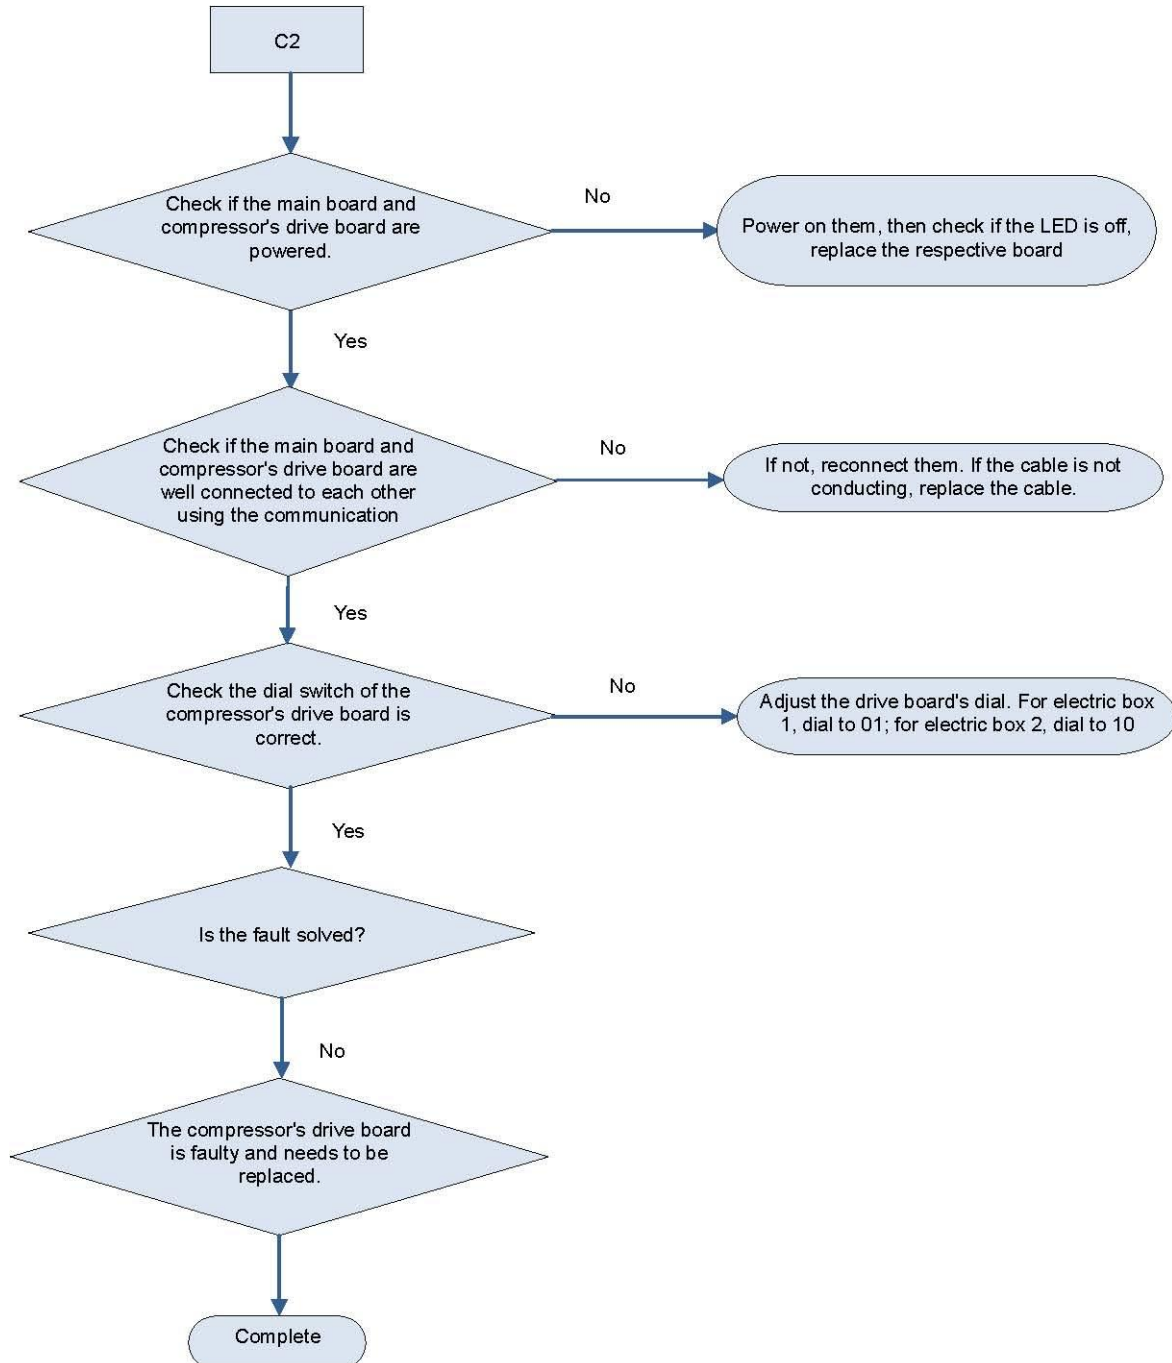 C2
Check if the main board and
compressor's drive board are
powered.
No
Power on them, then check if the LED is off,
replace the respective board
Yes
Check if the main board and
compressor's drive board are
well connected to each other
using the communication
No
If not, reconnect them. If the cable is not
conducting, replace the cable.
Yes
Check the dial switch of the
compressor's drive board is
correct.
No
Adjust the drive board's dial. For electric box
1, dial to 01; for electric box 2, dial to 10
Yes
Is the fault solved?
No
The compressor's drive board
is faulty and needs to be
replaced.
Complete